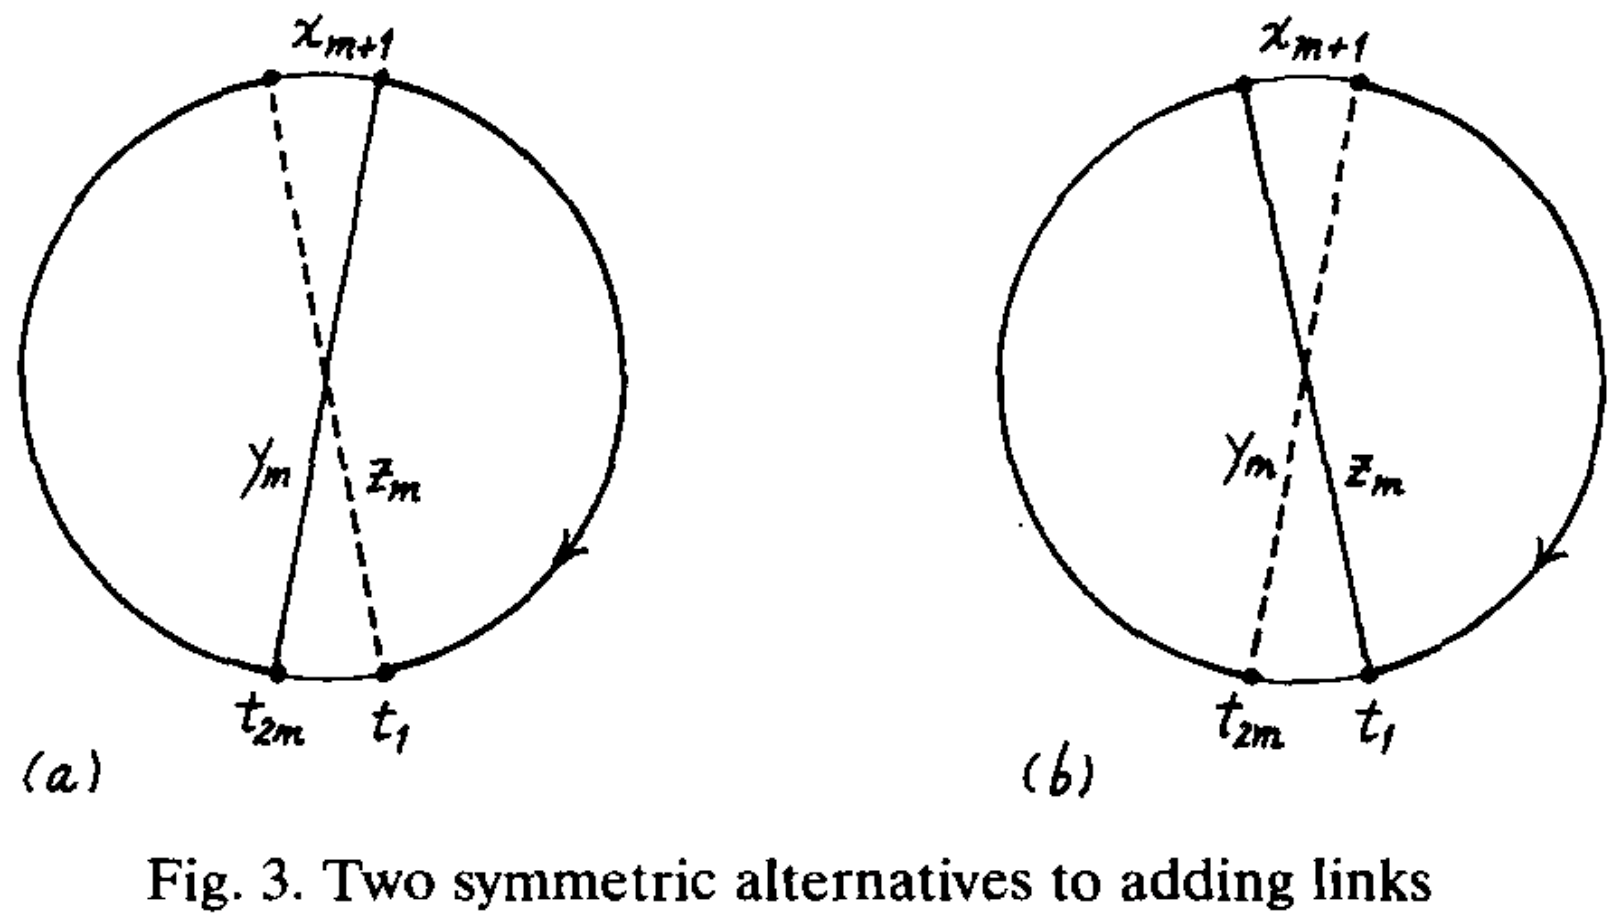 x_{m+1} x_{m+1}
y_m z_m y_m z_m
t_{2m} t_1 t_{2m} t_1
(a) (b)
Fig. 3. Two symmetric alternatives to adding links